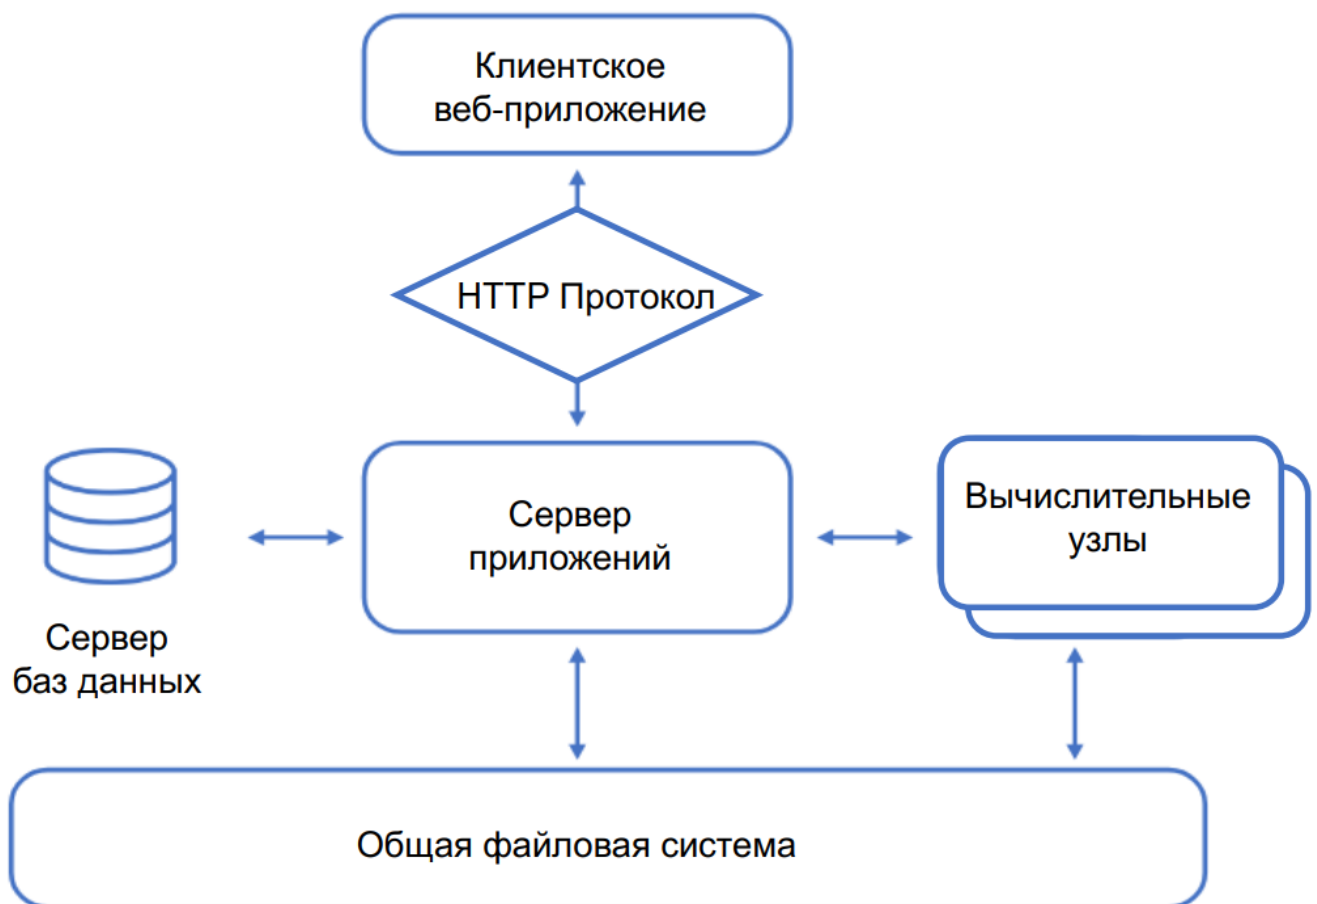 Клиентское
веб-приложение
HTTP Протокол
Сервер
приложений
Вычислительные
узлы
Сервер
баз данных
Общая файловая система